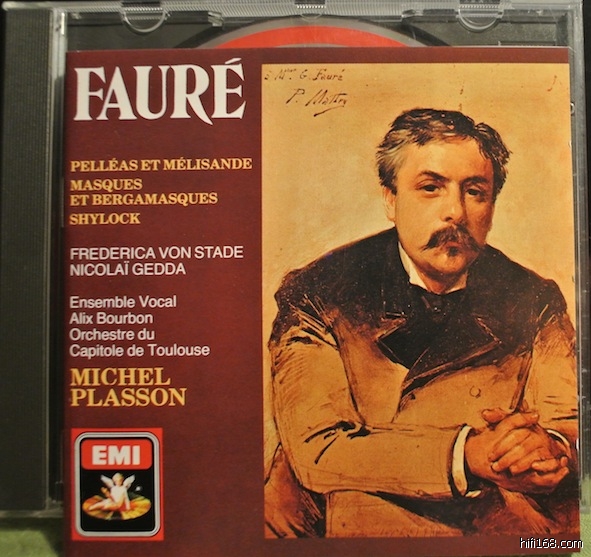 FAURÉ
PELLÉAS ET MÉLISANDE
MASQUES
ET BERGAMASQUES
SHYLOCK
FREDERICA VON STADE
NICOLAÏ GEDDA
Ensemble Vocal
Alix Bourbon
Orchestre du
Capitole de Toulouse
MICHEL
PLASSON
EMI
G. Fauré
P.
hifi168.com